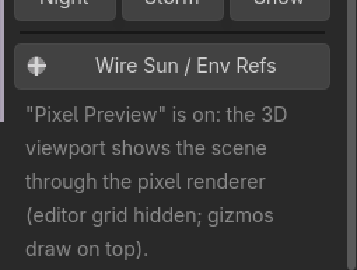 Night Storm Snow
Wire Sun / Env Refs
"Pixel Preview" is on: the 3D
viewport shows the scene
through the pixel renderer
(editor grid hidden; gizmos
draw on top).